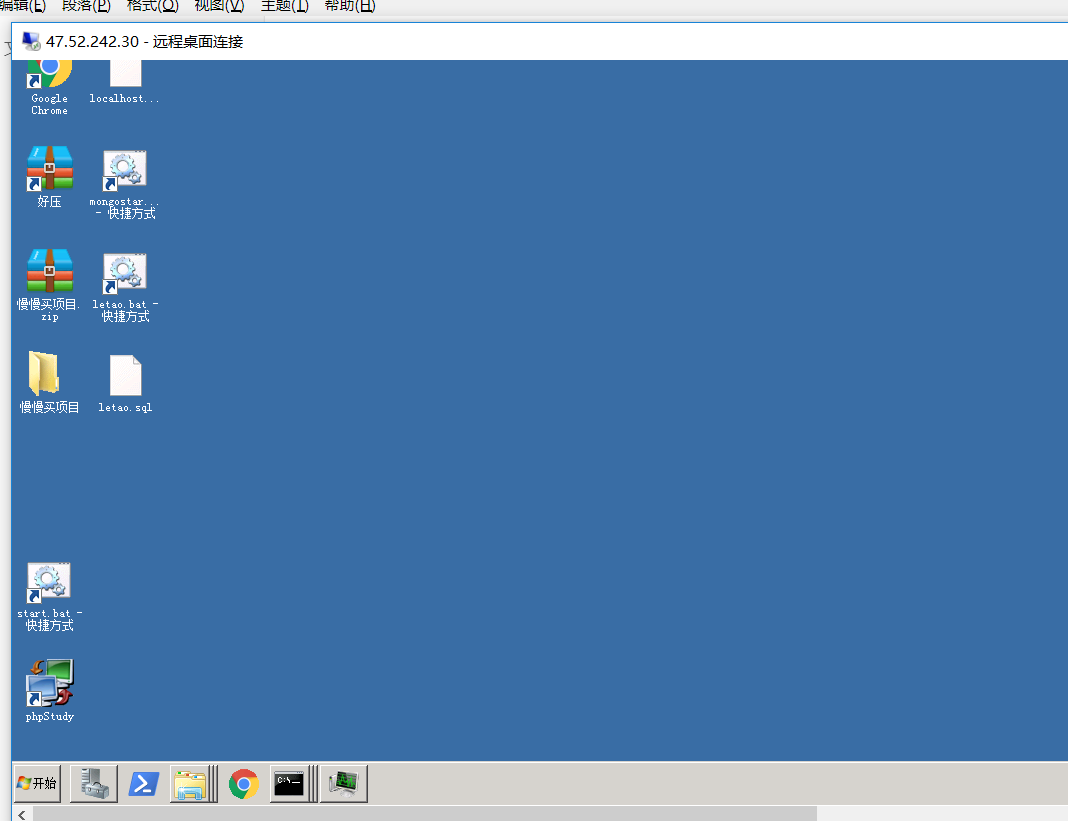 编辑(E) 段落(P) 格式(O) 视图(V) 主题(T) 帮助(H)
47.52.242.30 - 远程桌面连接
Google
Chrome
localhost...
好压
mongostar...
- 快捷方式
慢慢买项目.
zip
letao.bat -
快捷方式
慢慢买项目
letao.sql
start.bat -
快捷方式
phpStudy
开始
C:\